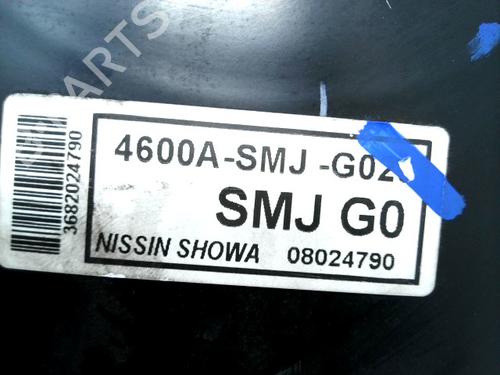 4600A-SMJ -G02
SMJ G0
NISSIN SHOWA 08024790
3682024790